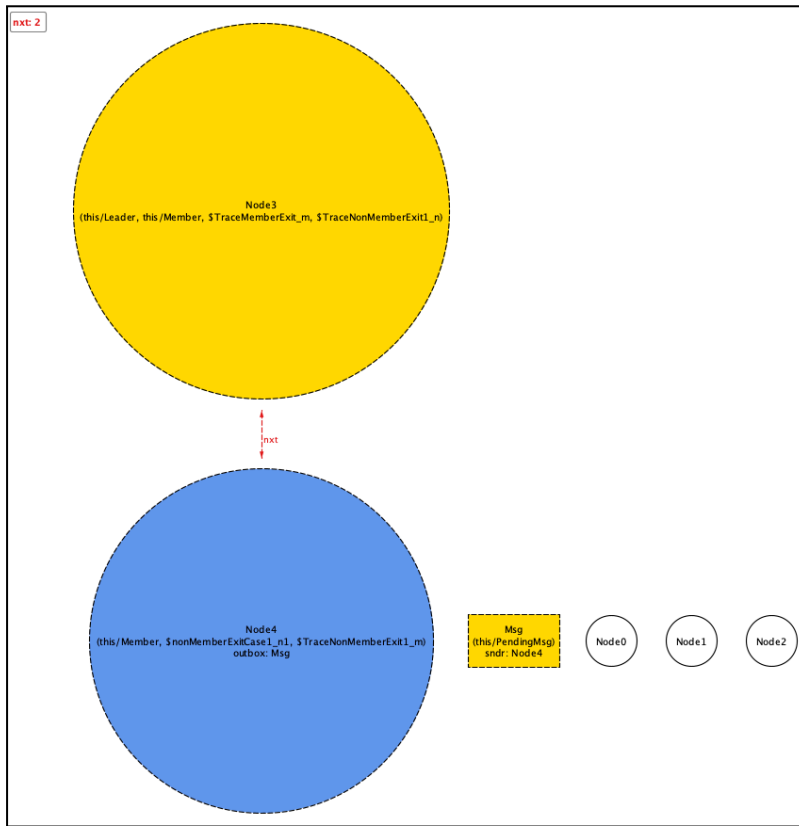 nxt: 2
Node3
(this/Leader, this/Member, $TraceMemberExit_m, $TraceNonMemberExit1_n)
nxt
Node4
(this/Member, $nonMemberExitCase1_n1, $TraceNonMemberExit1_m)
outbox: Msg
Msg
(this/PendingMsg)
sndr: Node4
Node0
Node1
Node2